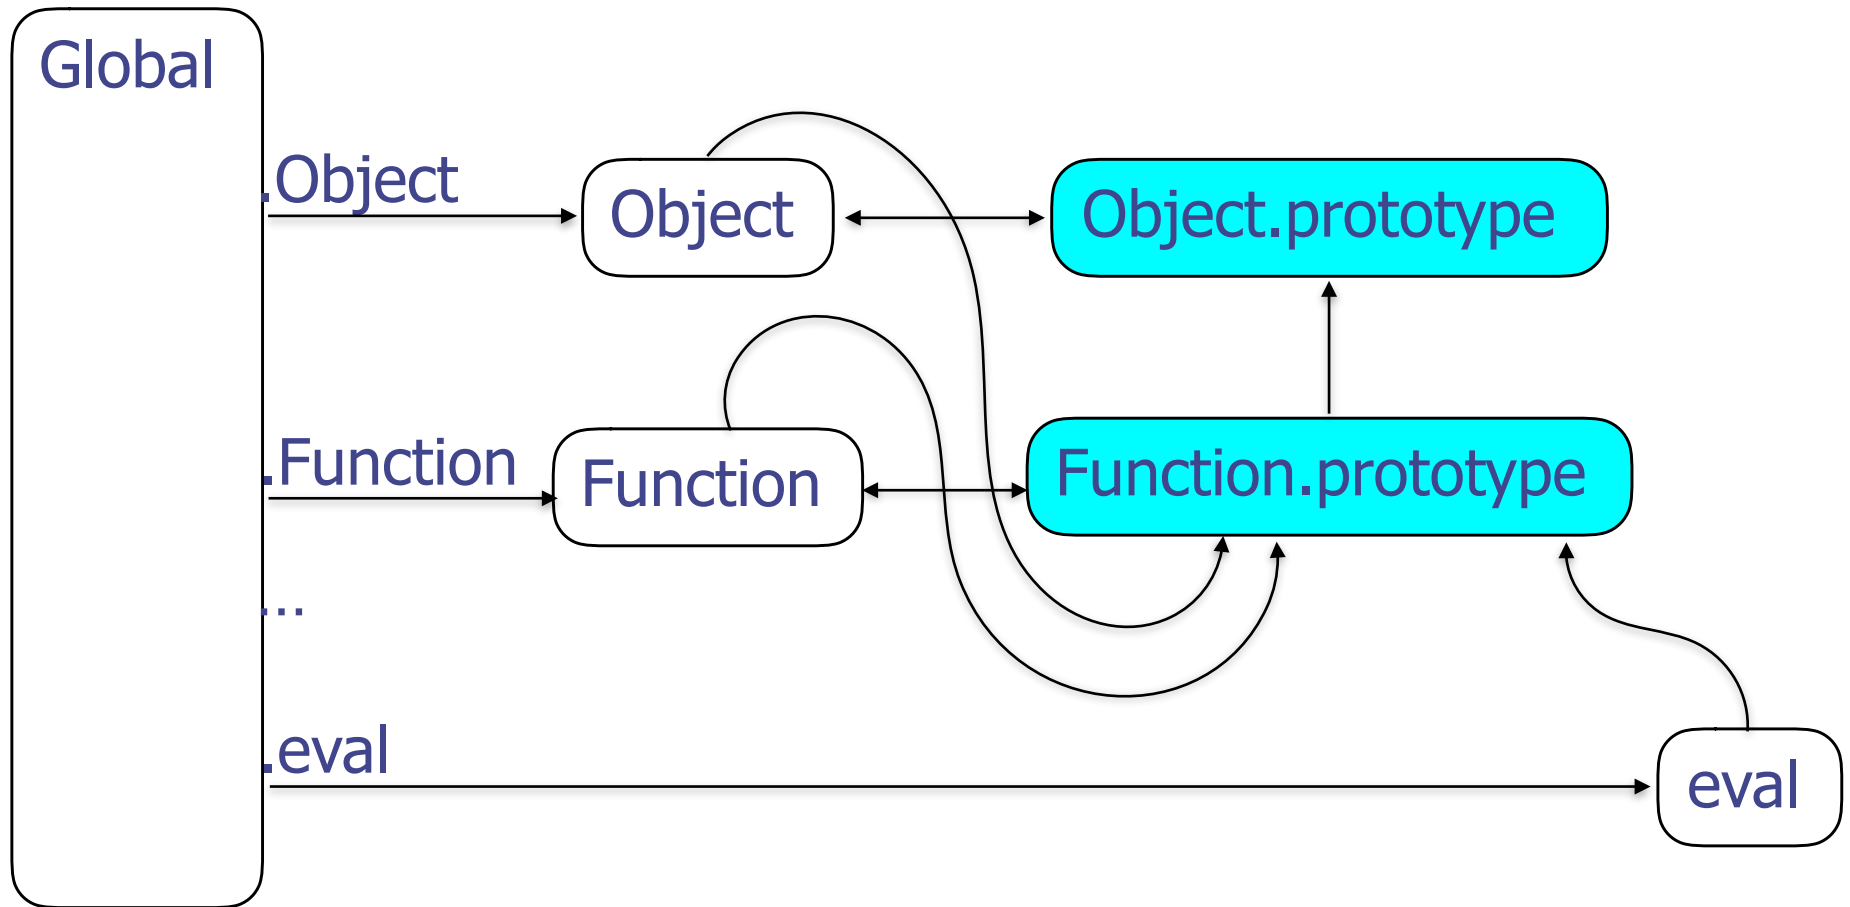 Global
.Object
Object
Object.prototype
.Function
Function
Function.prototype
...
.eval
eval